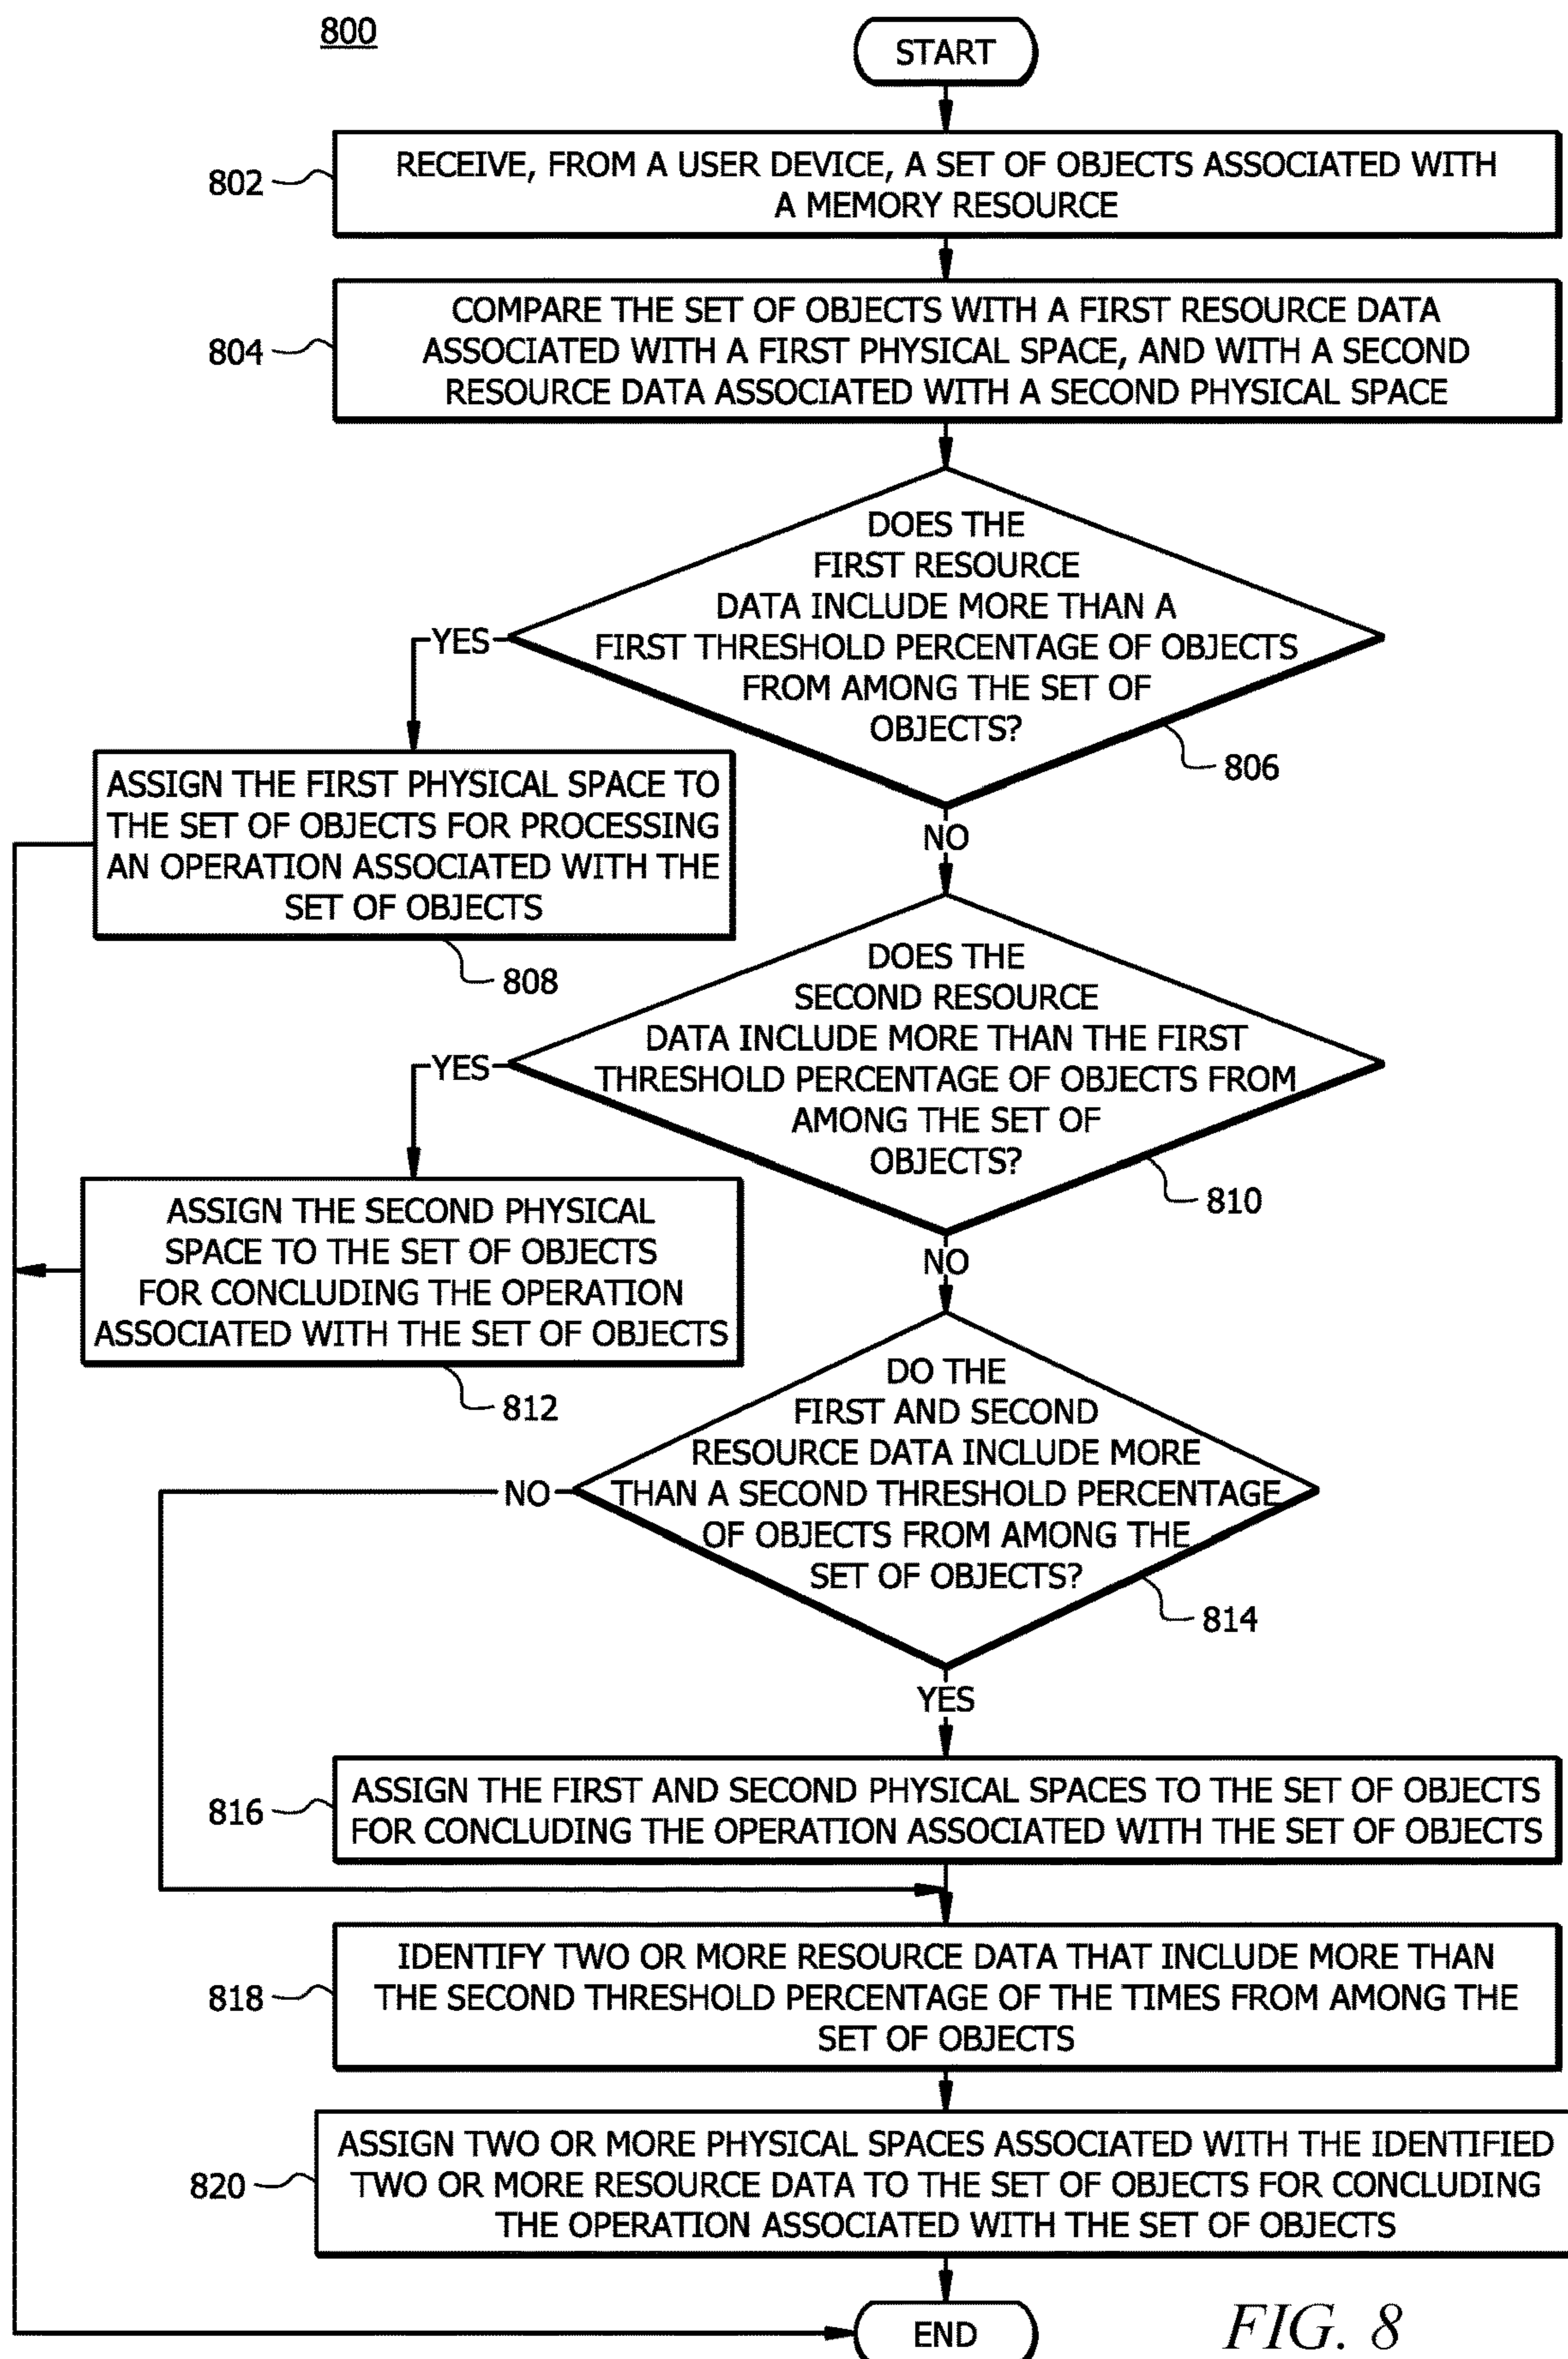 800
START
802
RECEIVE, FROM A USER DEVICE, A SET OF OBJECTS ASSOCIATED WITH
A MEMORY RESOURCE
804
COMPARE THE SET OF OBJECTS WITH A FIRST RESOURCE DATA
ASSOCIATED WITH A FIRST PHYSICAL SPACE, AND WITH A SECOND
RESOURCE DATA ASSOCIATED WITH A SECOND PHYSICAL SPACE
DOES THE
FIRST RESOURCE
DATA INCLUDE MORE THAN A
FIRST THRESHOLD PERCENTAGE OF OBJECTS
FROM AMONG THE SET OF
OBJECTS?
806
YES
NO
ASSIGN THE FIRST PHYSICAL SPACE TO
THE SET OF OBJECTS FOR PROCESSING
AN OPERATION ASSOCIATED WITH THE
SET OF OBJECTS
808
DOES THE
SECOND RESOURCE
DATA INCLUDE MORE THAN THE FIRST
THRESHOLD PERCENTAGE OF OBJECTS FROM
AMONG THE SET OF
OBJECTS?
810
YES
NO
ASSIGN THE SECOND PHYSICAL
SPACE TO THE SET OF OBJECTS
FOR CONCLUDING THE OPERATION
ASSOCIATED WITH THE SET OF OBJECTS
812
DO THE
FIRST AND SECOND
RESOURCE DATA INCLUDE MORE
THAN A SECOND THRESHOLD PERCENTAGE
OF OBJECTS FROM AMONG THE
SET OF OBJECTS?
814
NO
YES
816
ASSIGN THE FIRST AND SECOND PHYSICAL SPACES TO THE SET OF OBJECTS
FOR CONCLUDING THE OPERATION ASSOCIATED WITH THE SET OF OBJECTS
818
IDENTIFY TWO OR MORE RESOURCE DATA THAT INCLUDE MORE THAN
THE SECOND THRESHOLD PERCENTAGE OF THE TIMES FROM AMONG THE
SET OF OBJECTS
820
ASSIGN TWO OR MORE PHYSICAL SPACES ASSOCIATED WITH THE IDENTIFIED
TWO OR MORE RESOURCE DATA TO THE SET OF OBJECTS FOR CONCLUDING
THE OPERATION ASSOCIATED WITH THE SET OF OBJECTS
END
FIG. 8